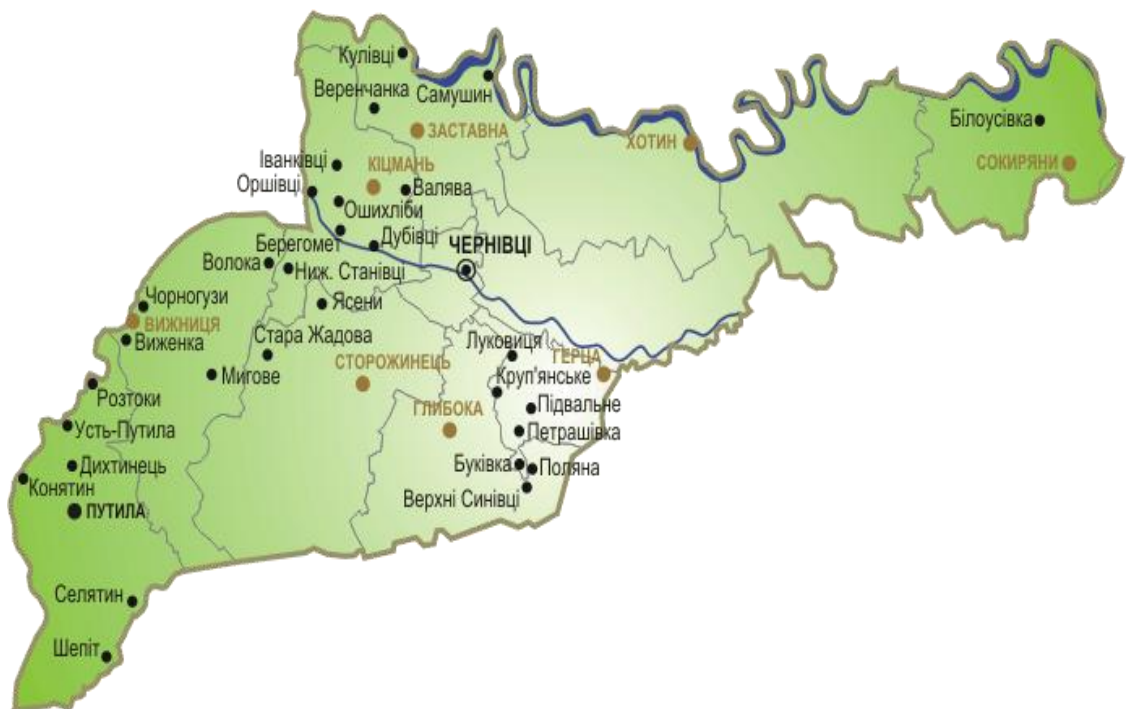 Кулівці
Самушин
Веренчанка
ЗАСТАВНА
Білоусівка
ХОТИН
СОКИРЯНИ
Іванківці
КІЦМАНЬ
Оршівці
Валява
Ошихліби
Берегомет
Дубівці
ЧЕРНІВЦІ
Волока
Ниж. Станівці
Чорногузи
Ясени
ВИЖНИЦЯ
Виженка
Стара Жадова
Луковиця
СТОРОЖИНЕЦЬ
ГЕРЦА
Мигове
Круп'янське
Розтоки
ГЛИБОКА
Підвальне
Усть-Путила
Петрашівка
Дихтинець
Буківка
Поляна
Конятин
Верхні Синівці
ПУТИЛА
Селятин
Шепіт